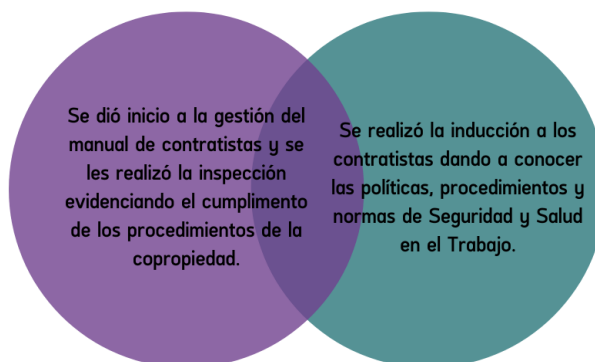 Se dió inicio a la gestión del
manual de contratistas y se
les realizó la inspección
evidenciando el cumplimento
de los procedimientos de la
copropiedad.
Se realizó la inducción a los
contratistas dando a conocer
las políticas, procedimientos y
normas de Seguridad y Salud
en el Trabajo.